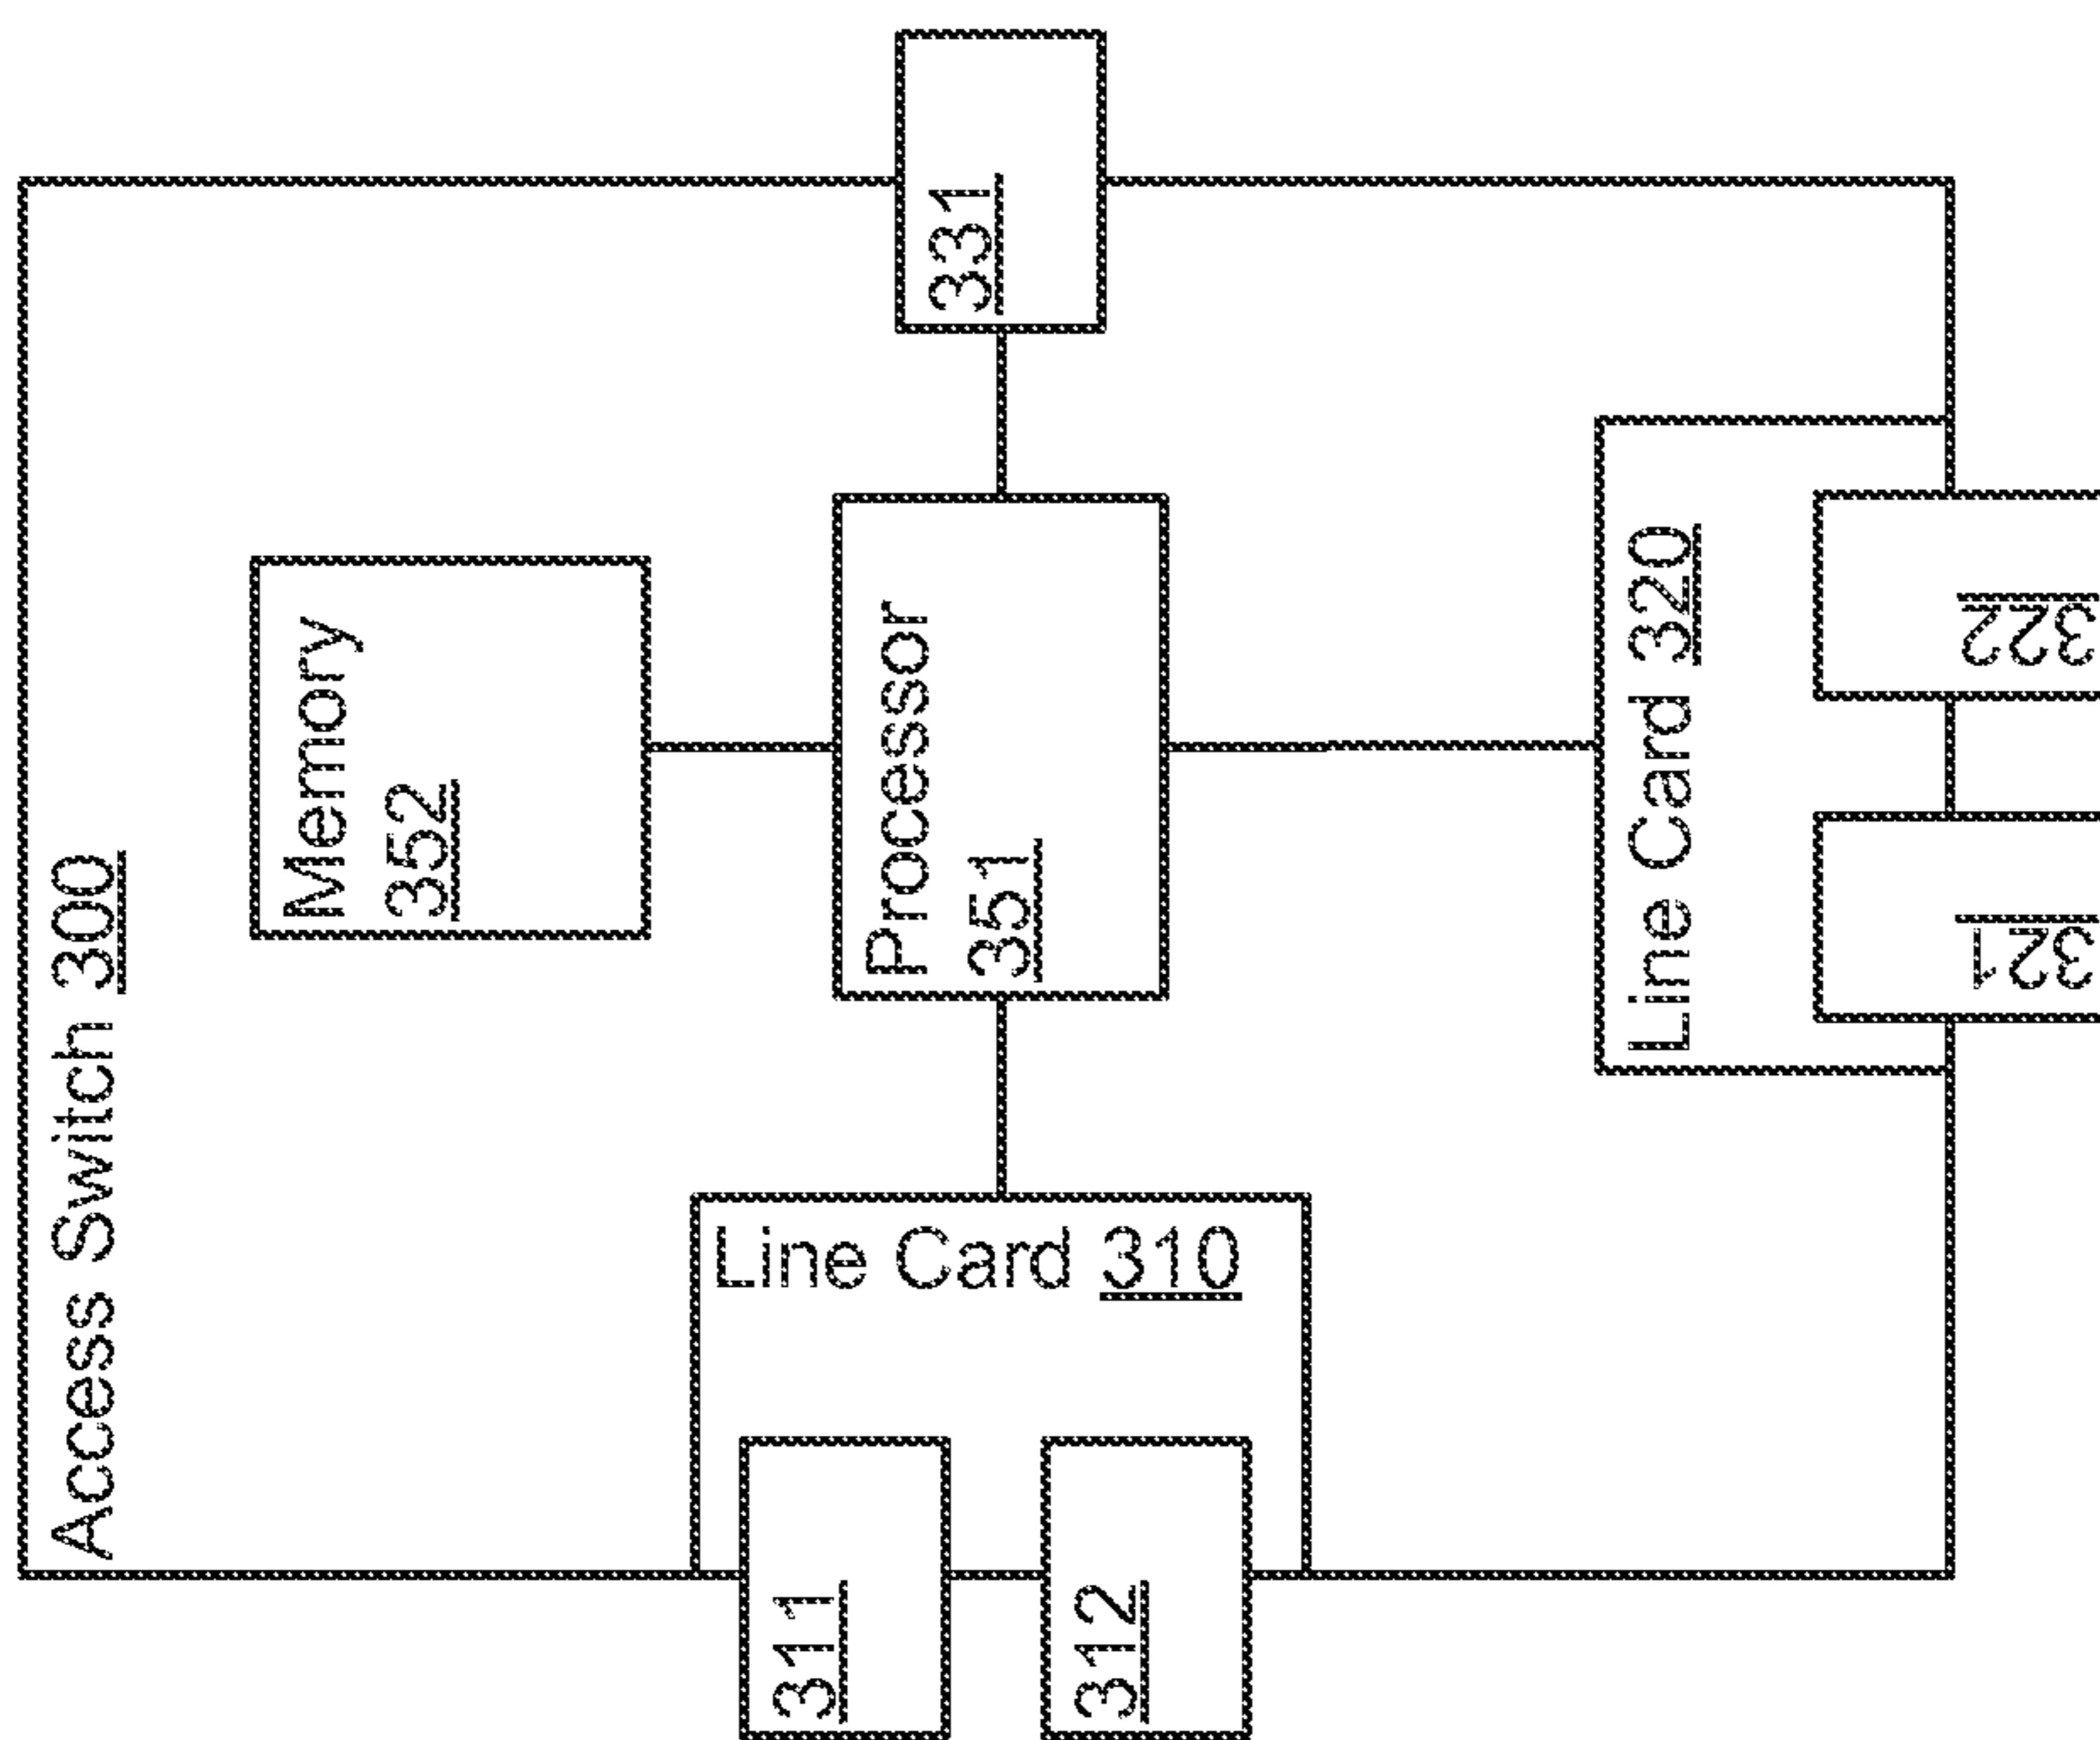 Access Switch 300
Memory
352
Processor
351
331
Line Card 310
311
312
Line Card 320
321
322